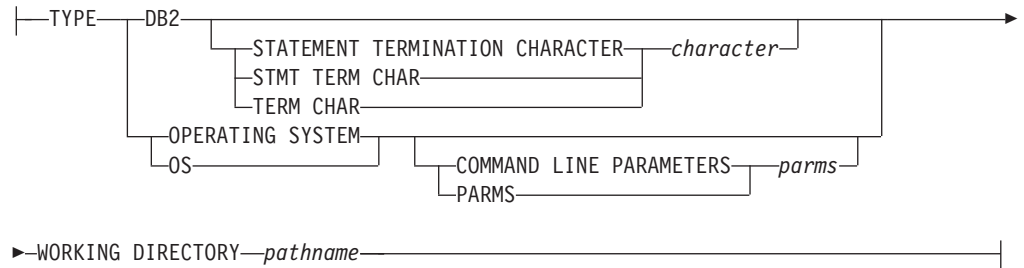 TYPE DB2
STATEMENT TERMINATION CHARACTER character
STMT TERM CHAR
TERM CHAR
OPERATING SYSTEM
OS
COMMAND LINE PARAMETERS parms
PARMS
WORKING DIRECTORY pathname